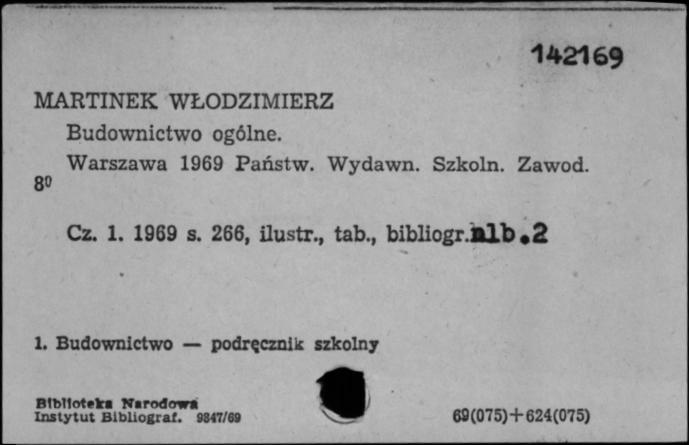 142169
MARTINEK WŁODZIMIERZ
Budownictwo ogólne.
Warszawa 1969 Państw. Wydawn. Szkoln. Zawod.
8⁰
Cz. 1. 1969 s. 266, ilustr., tab., bibliogr. nlb.2
1. Budownictwo — podręcznik szkolny
Biblioteka Narodowa
Instytut Bibliograf. 9847/69
69(075)+624(075)